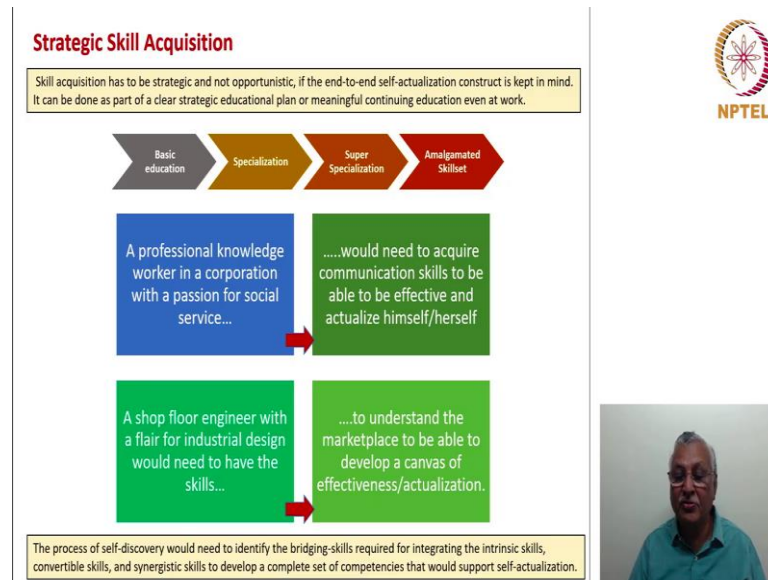 Strategic Skill Acquisition
NPTEL
Skill acquisition has to be strategic and not opportunistic, if the end-to-end self-actualization construct is kept in mind.
It can be done as part of a clear strategic educational plan or meaningful continuing education even at work.
Basic
education
Specialization
Super
Specialization
Amalgamated
Skillset
A professional knowledge
worker in a corporation
with a passion for social
service...
.....would need to acquire
communication skills to be
able to be effective and
actualize himself/herself
A shop floor engineer with
a flair for industrial design
would need to have the
skills...
....to understand the
marketplace to be able to
develop a canvas of
effectiveness/actualization.
The process of self-discovery would need to identify the bridging-skills required for integrating the intrinsic skills,
convertible skills, and synergistic skills to develop a complete set of competencies that would support self-actualization.